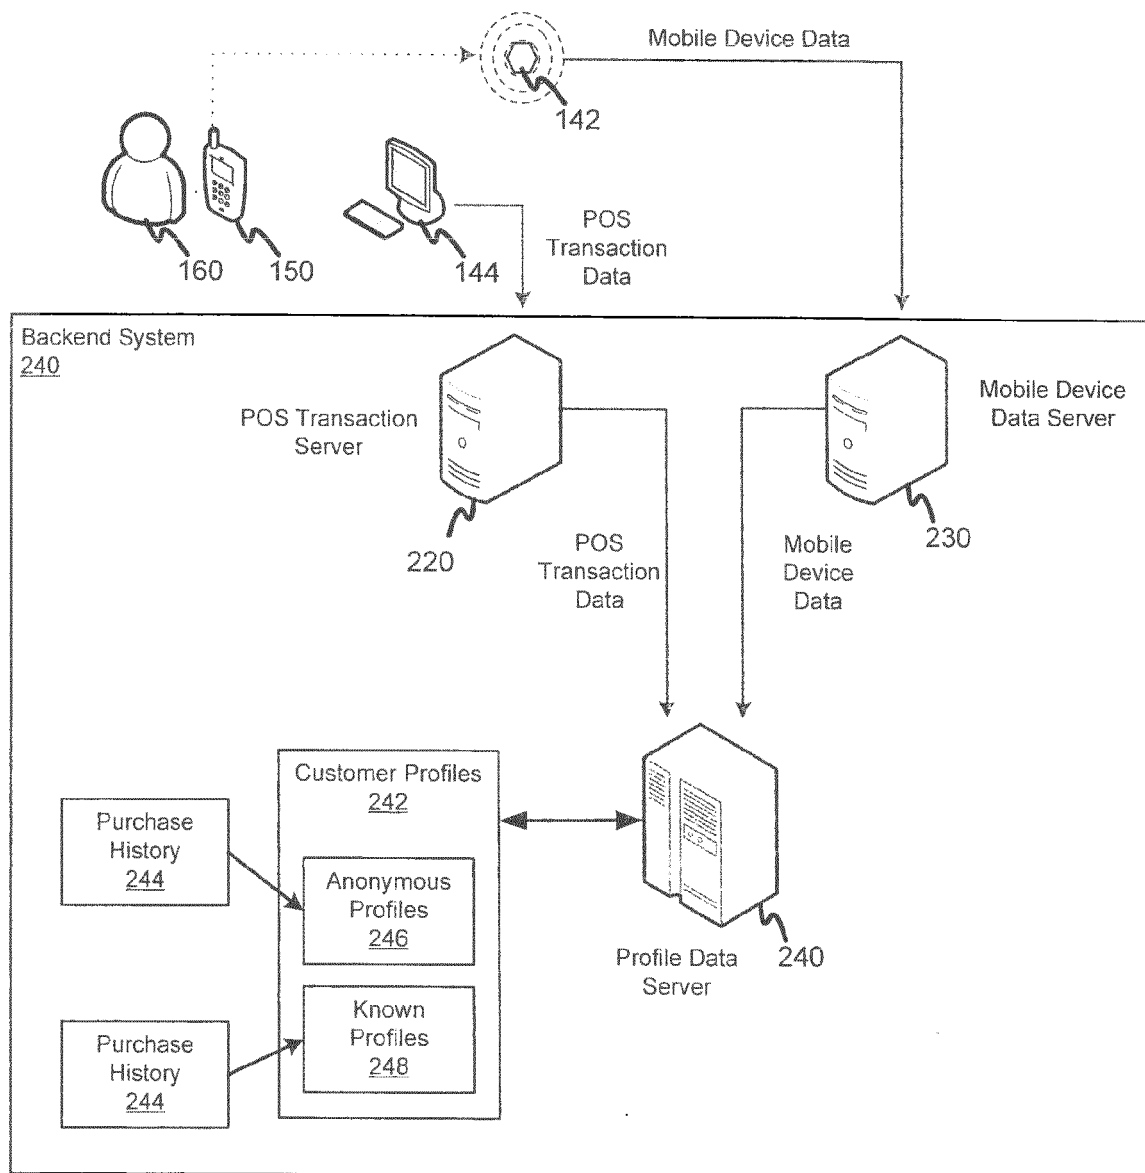 Mobile Device Data
142
160
150
144
POS
Transaction
Data
Backend System
240
POS Transaction
Server
220
Mobile Device
Data Server
230
POS
Transaction
Data
Mobile
Device
Data
Customer Profiles
242
Purchase
History
244
Anonymous
Profiles
246
Profile Data
Server
240
Known
Profiles
248
Purchase
History
244